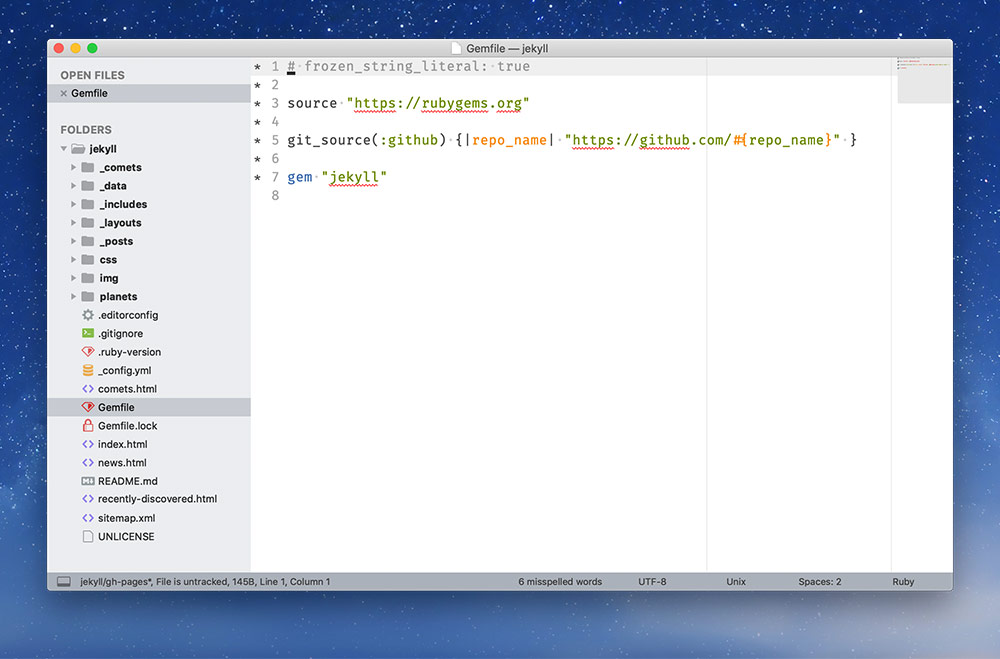 Gemfile — jekyll
OPEN FILES
Gemfile
FOLDERS
jekyll
_comets
_data
_includes
_layouts
_posts
css
img
planets
.editorconfig
.gitignore
.ruby-version
_config.yml
comets.html
Gemfile
Gemfile.lock
index.html
news.html
README.md
recently-discovered.html
sitemap.xml
UNLICENSE
* 1 # frozen_string_literal: true
* 2
* 3 source "https://rubygems.org"
* 4
* 5 git_source(:github) {|repo_name| "https://github.com/#{repo_name}" }
* 6
* 7 gem "jekyll"
8
jekyll/gh-pages*, File is untracked, 145B, Line 1, Column 1 6 misspelled words UTF-8 Unix Spaces: 2 Ruby